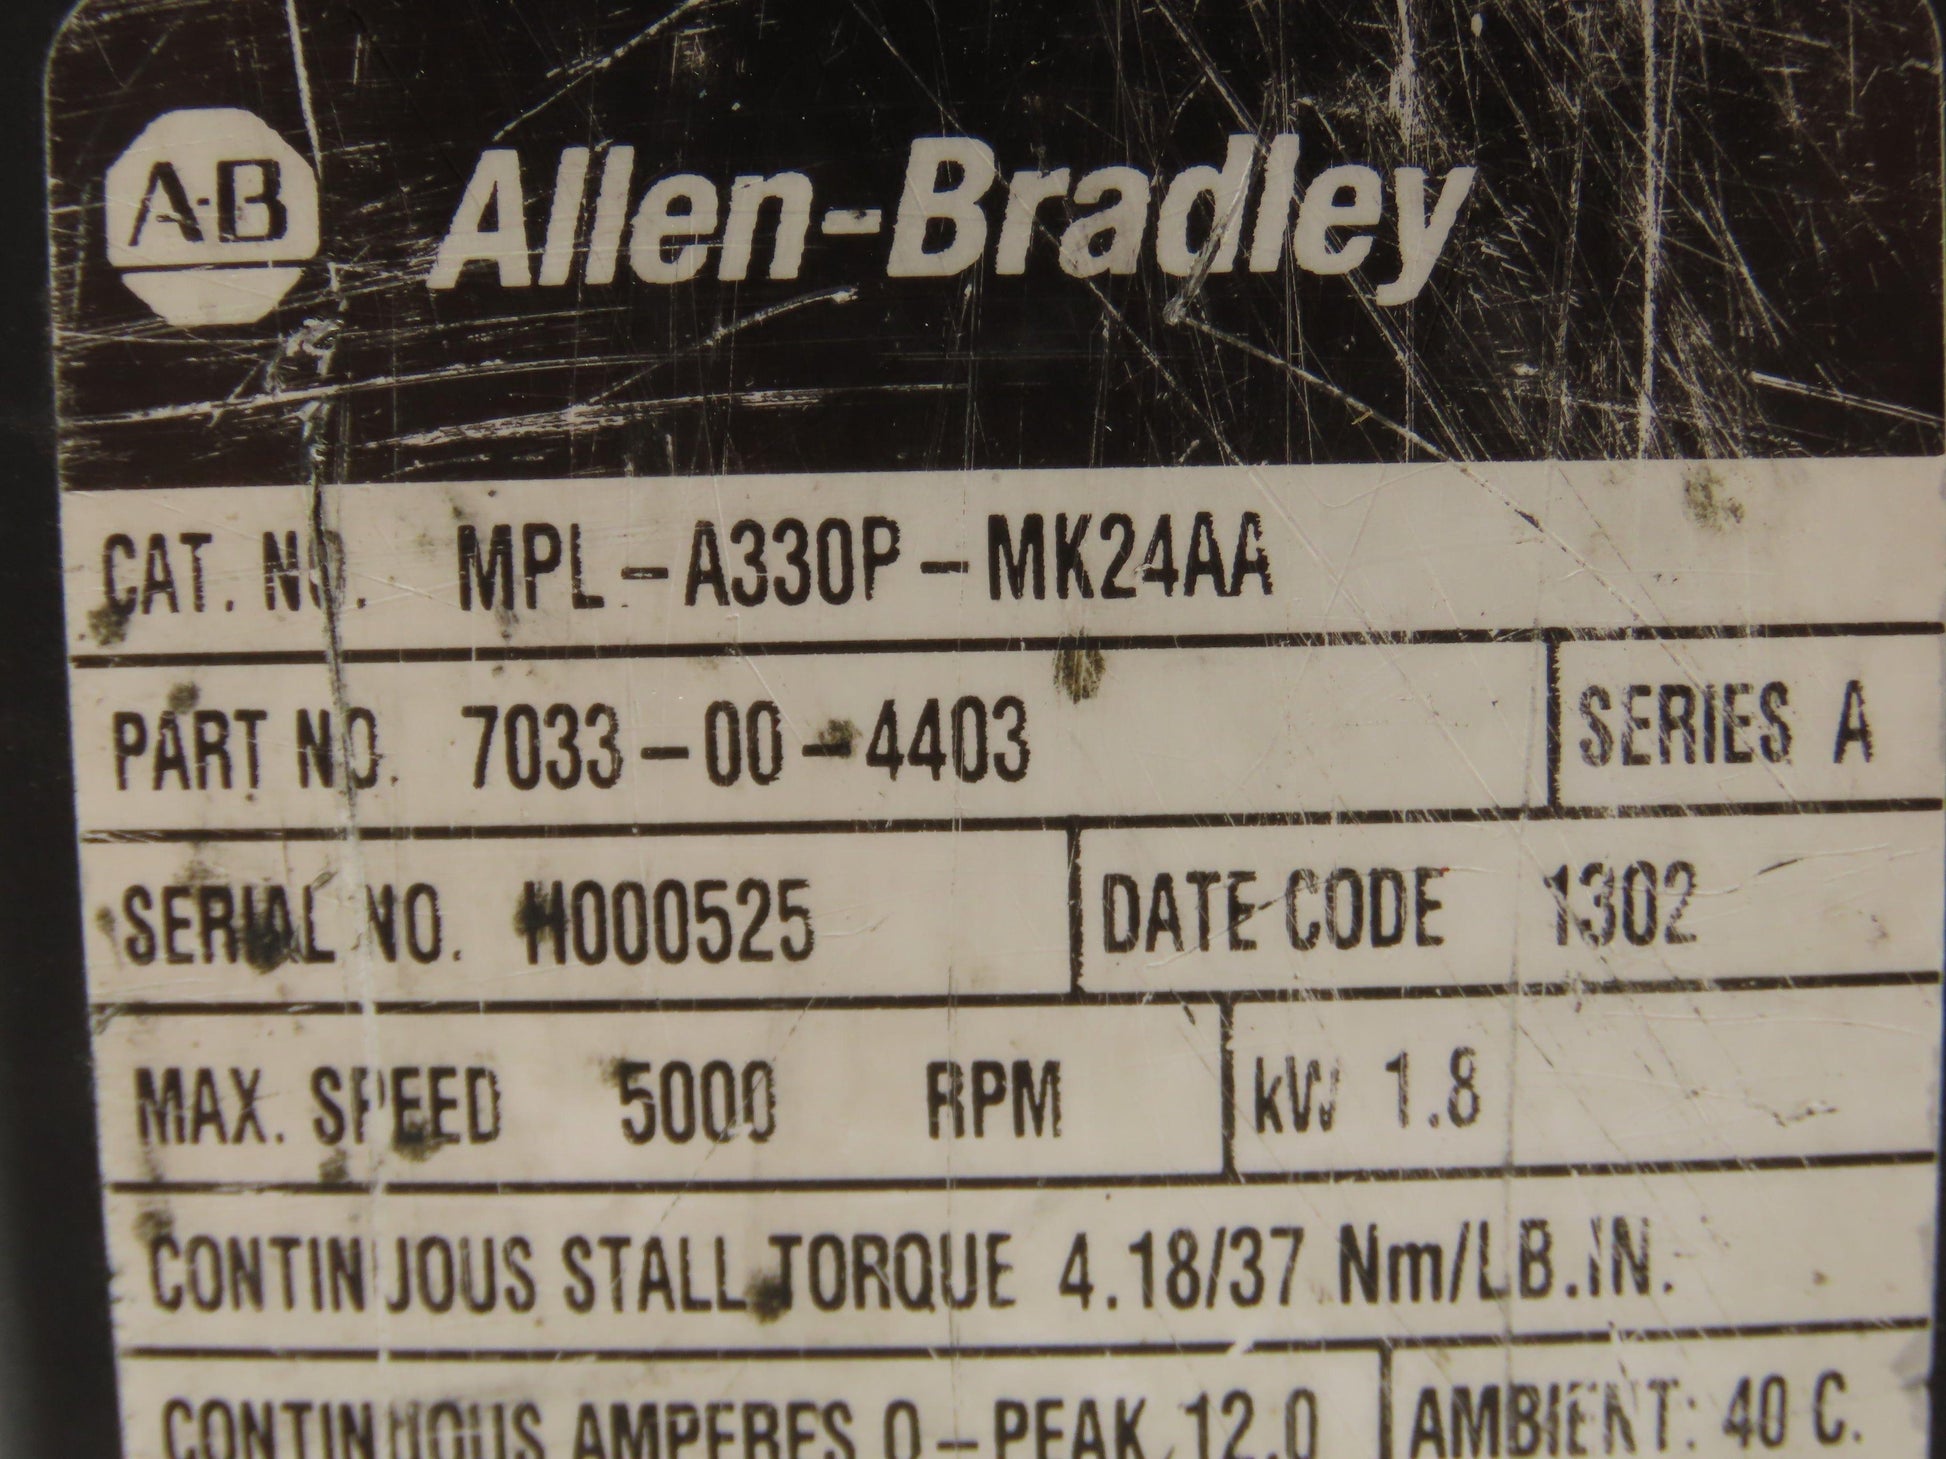 A-B Allen-Bradley
CAT. NO. MPL-A330P-MK24AA
PART NO. 7033-00-4403 SERIES A
SERIAL NO. H000525 DATE CODE 1302
MAX. SPEED 5000 RPM kW 1.8
CONTINUOUS STALL TORQUE 4.18/37 Nm/LB.IN.
CONTINUOUS AMPERES 0-PEAK 12.0 AMBIENT: 40 C.